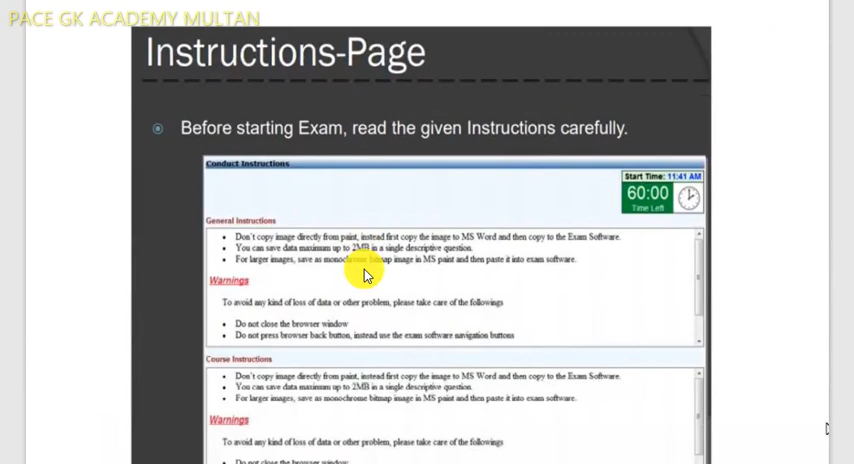 PACE GK ACADEMY MULTAN
Instructions-Page
Before starting Exam, read the given Instructions carefully.
Conduct Instructions
Start Time: 11:41 AM
60:00
Time Left
General Instructions
Don't copy image directly from paint, instead first copy the image to MS Word and then copy to the Exam Software.
You can save data maximum up to 2MB in a single descriptive question.
For larger images, save as monochrome bitmap image in MS paint and then paste it into exam software.
Warnings
To avoid any kind of loss of data or other problem, please take care of the followings
Do not close the browser window
Do not press browser back button, instead use the exam software navigation buttons
Course Instructions
Don't copy image directly from paint, instead first copy the image to MS Word and then copy to the Exam Software.
You can save data maximum up to 2MB in a single descriptive question.
For larger images, save as monochrome bitmap image in MS paint and then paste it into exam software.
Warnings
To avoid any kind of loss of data or other problem, please take care of the followings
Do not close the browser window